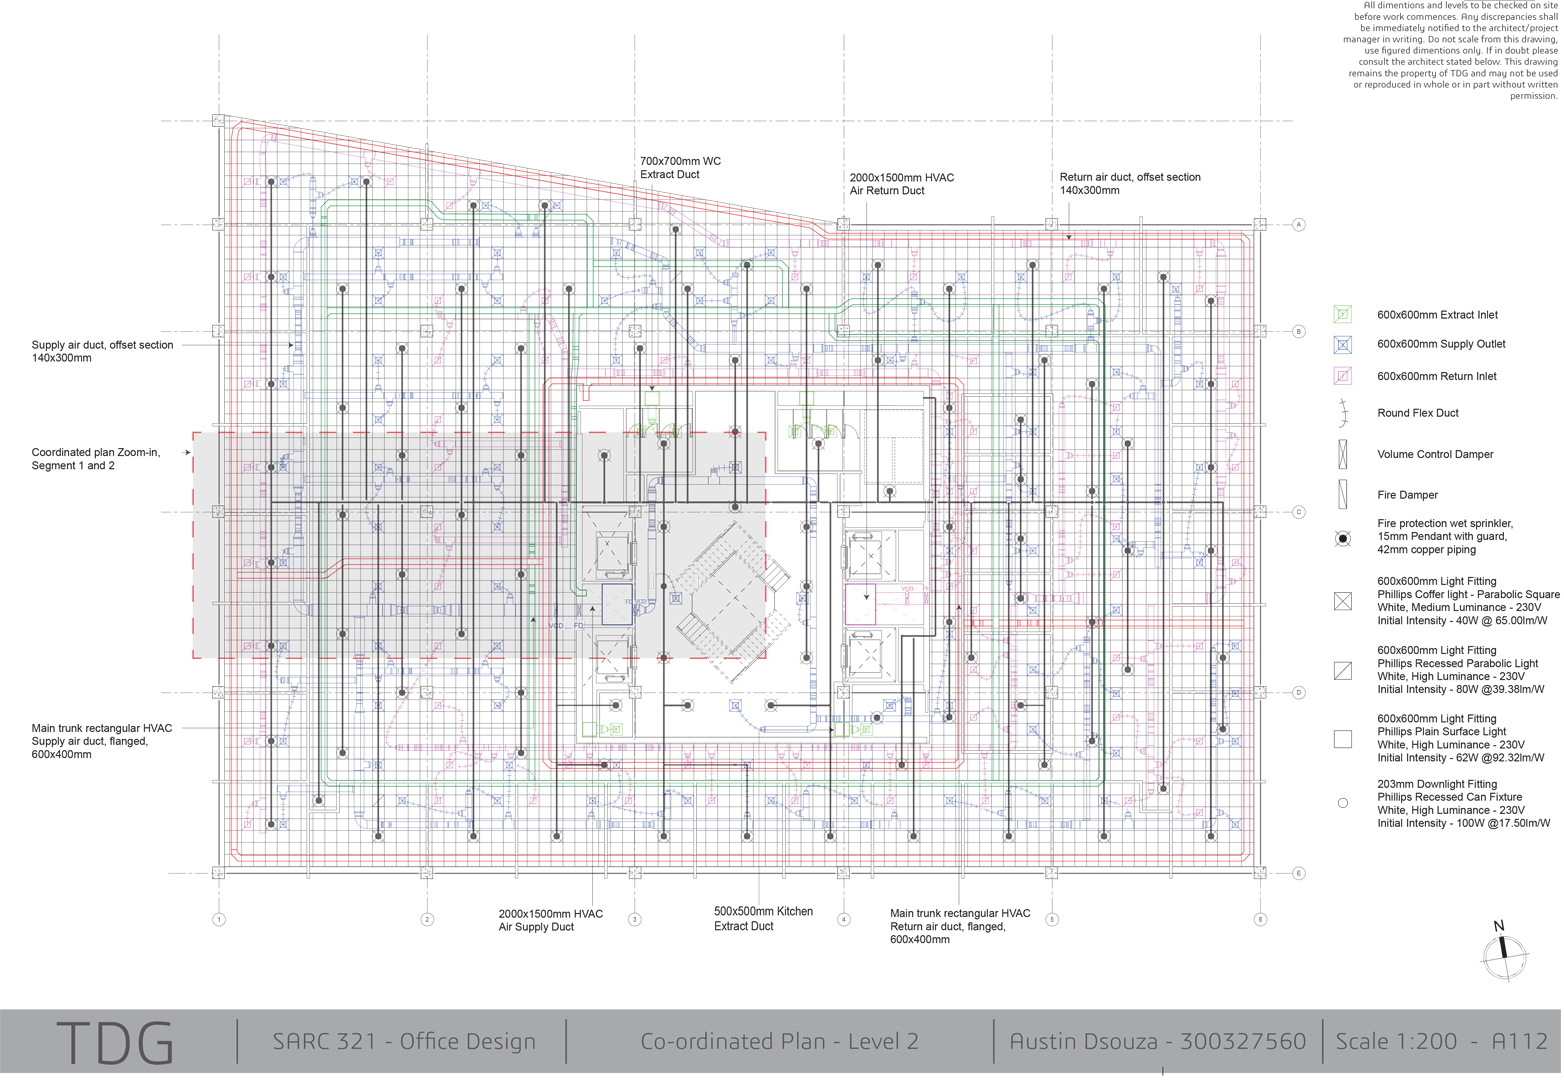 All dimentions and levels to be checked on site
before work commences. Any discrepancies shall
be immediately notified to the architect/project
manager in writing. Do not scale from this drawing,
use figured dimentions only. If in doubt please
consult the architect stated below. This drawing
remains the property of TDG and may not be used
or reproduced in whole or in part without written
permission.
700x700mm WC
Extract Duct
2000x1500mm HVAC
Air Return Duct
Return air duct, offset section
140x300mm
A
B
C
D
E
Supply air duct, offset section
140x300mm
Coordinated plan Zoom-in,
Segment 1 and 2
Main trunk rectangular HVAC
Supply air duct, flanged,
600x400mm
VCD
FD
VCD
FD
VCD
FD
2000x1500mm HVAC
Air Supply Duct
500x500mm Kitchen
Extract Duct
Main trunk rectangular HVAC
Return air duct, flanged,
600x400mm
1
2
3
4
5
6
600x600mm Extract Inlet
600x600mm Supply Outlet
600x600mm Return Inlet
Round Flex Duct
Volume Control Damper
Fire Damper
Fire protection wet sprinkler,
15mm Pendant with guard,
42mm copper piping
600x600mm Light Fitting
Phillips Coffer light - Parabolic Square
White, Medium Luminance - 230V
Initial Intensity - 40W @ 65.00lm/W
600x600mm Light Fitting
Phillips Recessed Parabolic Light
White, High Luminance - 230V
Initial Intensity - 80W @39.38lm/W
600x600mm Light Fitting
Phillips Plain Surface Light
White, High Luminance - 230V
Initial Intensity - 62W @92.32lm/W
203mm Downlight Fitting
Phillips Recessed Can Fixture
White, High Luminance - 230V
Initial Intensity - 100W @17.50lm/W
N
TDG
SARC 321 - Office Design
Co-ordinated Plan - Level 2
Austin Dsouza - 300327560
Scale 1:200 - A112